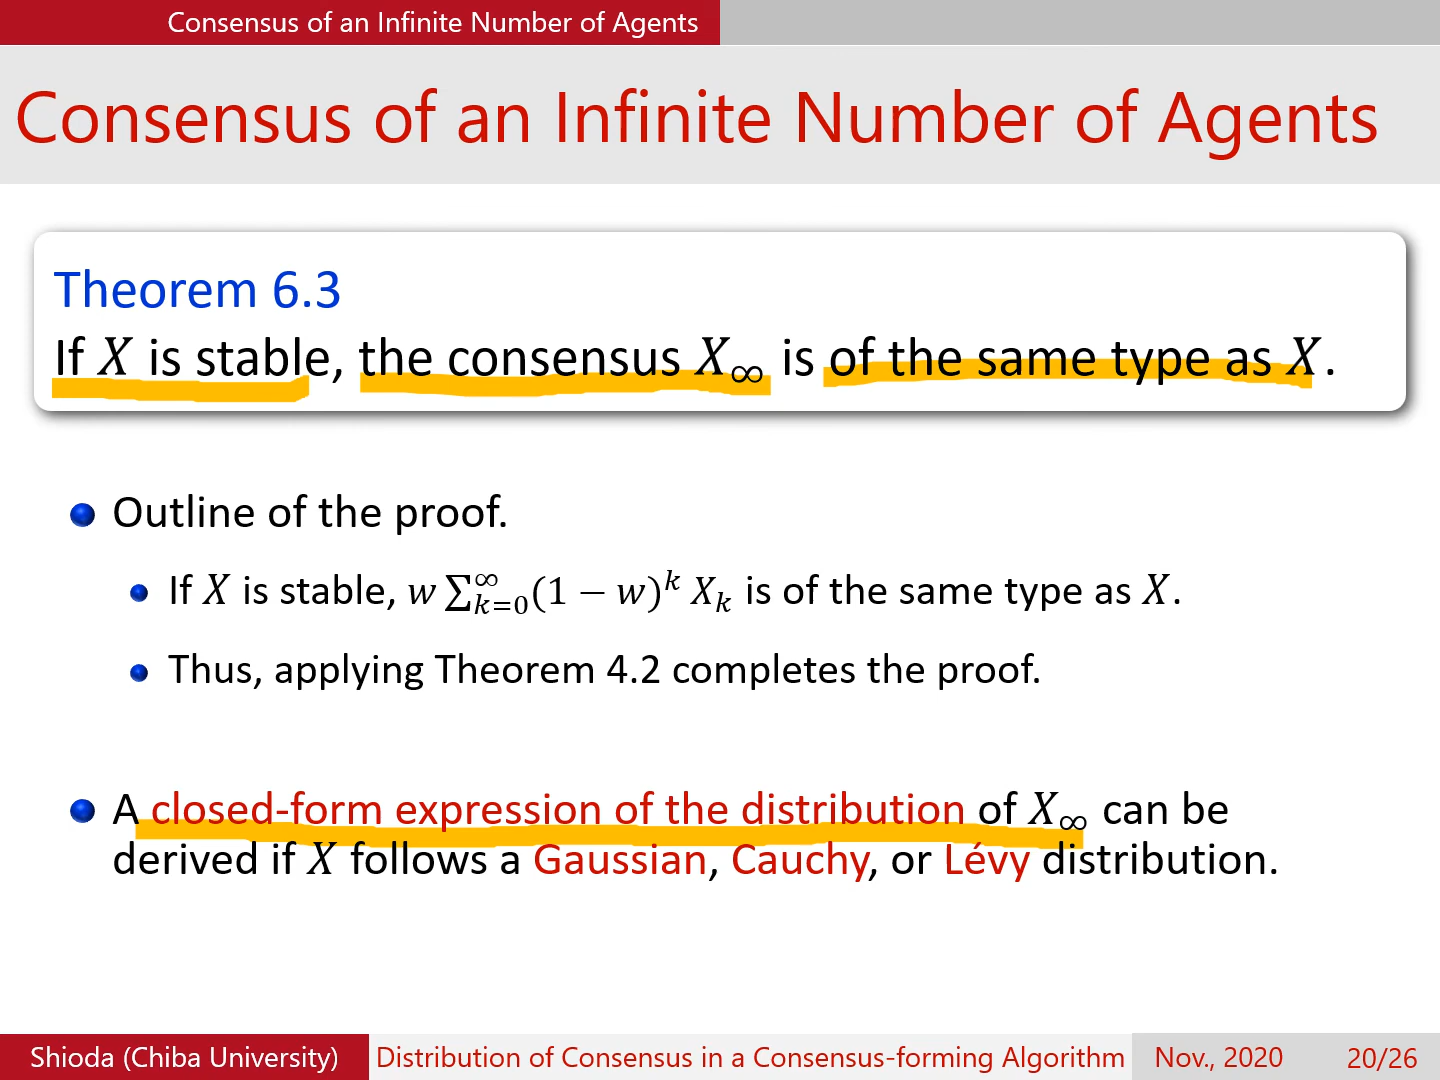 Consensus of an Infinite Number of Agents
Consensus of an Infinite Number of Agents
Theorem 6.3
If X is stable, the consensus X∞ is of the same type as X.
Outline of the proof.
If X is stable, w ∑_{k=0}^{∞}(1 − w)^k X_k is of the same type as X.
Thus, applying Theorem 4.2 completes the proof.
A closed-form expression of the distribution of X∞ can be
derived if X follows a Gaussian, Cauchy, or Lévy distribution.
Shioda (Chiba University) Distribution of Consensus in a Consensus-forming Algorithm Nov., 2020 20/26